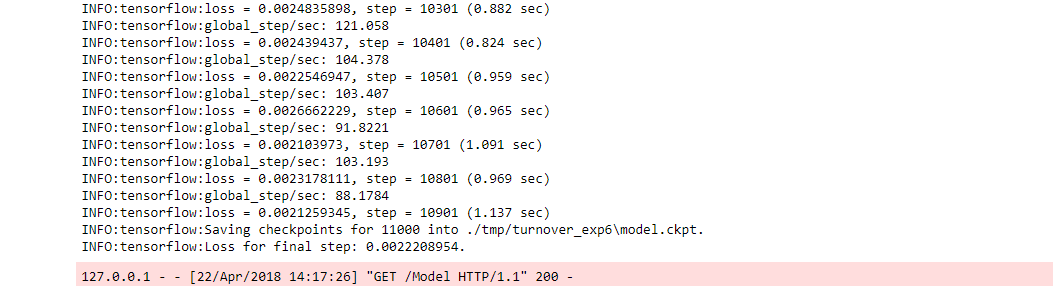 INFO:tensorflow:loss = 0.0024835898, step = 10301 (0.882 sec)
INFO:tensorflow:global_step/sec: 121.058
INFO:tensorflow:loss = 0.002439437, step = 10401 (0.824 sec)
INFO:tensorflow:global_step/sec: 104.378
INFO:tensorflow:loss = 0.0022546947, step = 10501 (0.959 sec)
INFO:tensorflow:global_step/sec: 103.407
INFO:tensorflow:loss = 0.0026662229, step = 10601 (0.965 sec)
INFO:tensorflow:global_step/sec: 91.8221
INFO:tensorflow:loss = 0.002103973, step = 10701 (1.091 sec)
INFO:tensorflow:global_step/sec: 103.193
INFO:tensorflow:loss = 0.0023178111, step = 10801 (0.969 sec)
INFO:tensorflow:global_step/sec: 88.1784
INFO:tensorflow:loss = 0.0021259345, step = 10901 (1.137 sec)
INFO:tensorflow:Saving checkpoints for 11000 into ./tmp/turnover_exp6\model.ckpt.
INFO:tensorflow:Loss for final step: 0.0022208954.
127.0.0.1 - - [22/Apr/2018 14:17:26] "GET /Model HTTP/1.1" 200 -